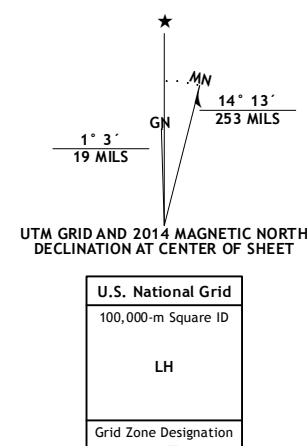 ★
MN
GN
14° 13´
253 MILS
1° 3´
19 MILS
UTM GRID AND 2014 MAGNETIC NORTH
DECLINATION AT CENTER OF SHEET
U.S. National Grid
100,000-m Square ID
LH
Grid Zone Designation